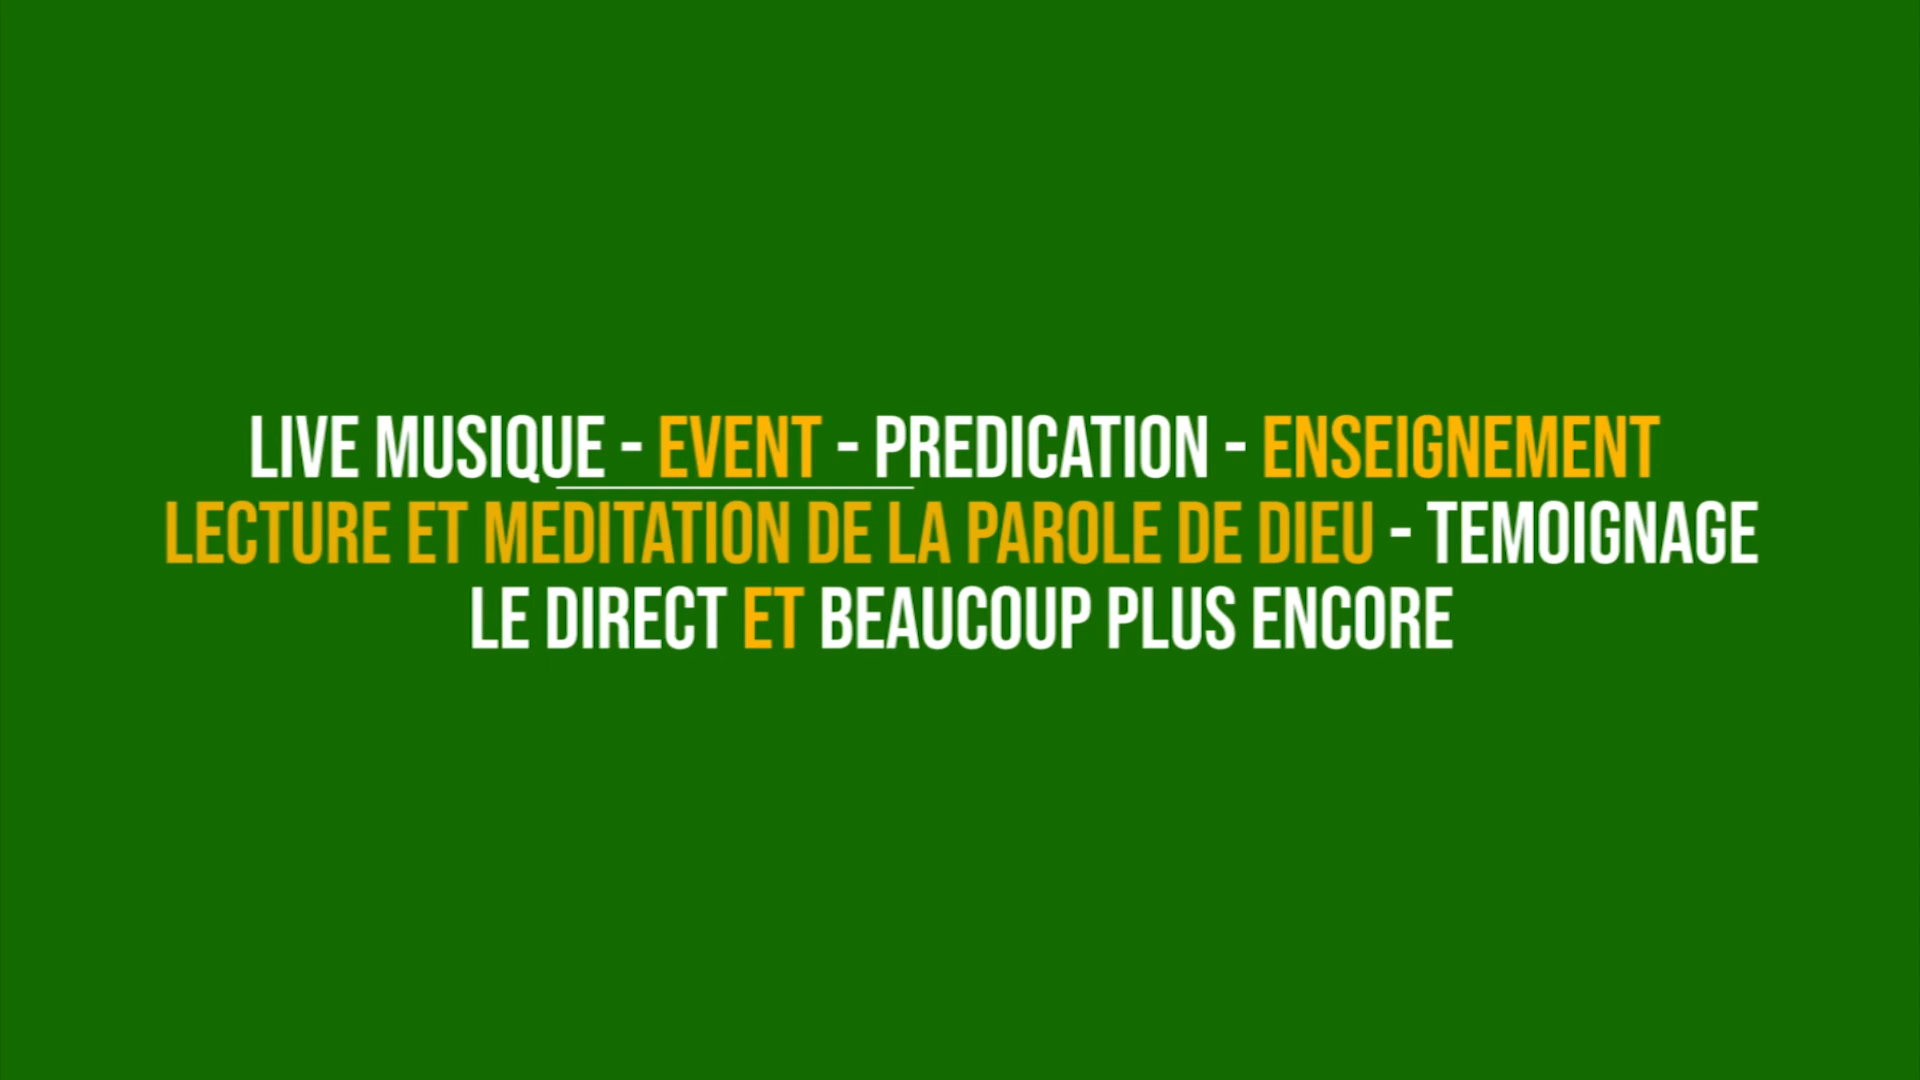 LIVE MUSIQUE - EVENT - PREDICATION - ENSEIGNEMENT
LECTURE ET MEDITATION DE LA PAROLE DE DIEU - TEMOIGNAGE
LE DIRECT ET BEAUCOUP PLUS ENCORE